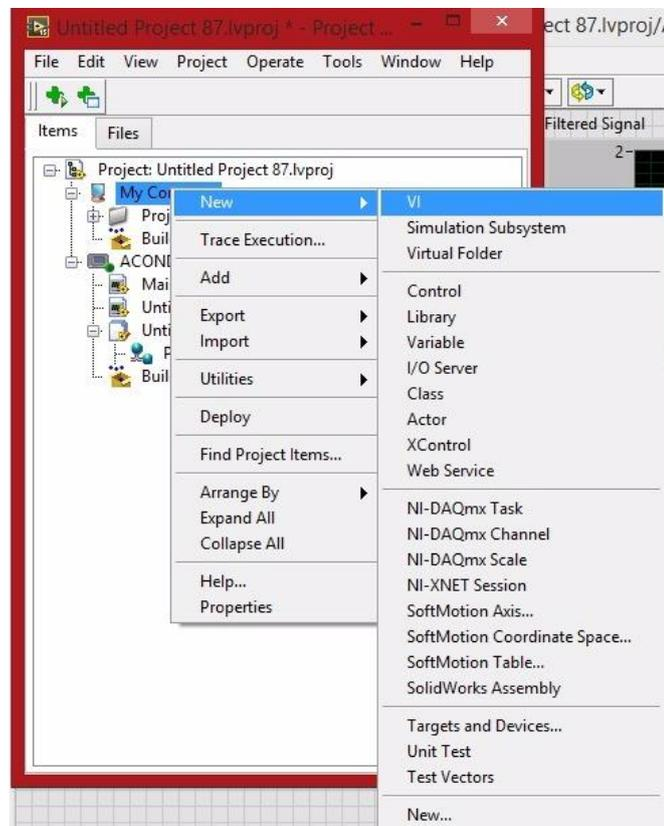 Untitled Project 87.lvproj * - Project ...
ect 87.lvproj/
File Edit View Project Operate Tools Window Help
Items Files
Filtered Signal
2
Project: Untitled Project 87.lvproj
My Co
Proj
Buil
ACOND
Mai
Unti
Unti
P
Buil
New
Trace Execution...
Add
Export
Import
Utilities
Deploy
Find Project Items...
Arrange By
Expand All
Collapse All
Help...
Properties
VI
Simulation Subsystem
Virtual Folder
Control
Library
Variable
I/O Server
Class
Actor
XControl
Web Service
NI-DAQmx Task
NI-DAQmx Channel
NI-DAQmx Scale
NI-XNET Session
SoftMotion Axis...
SoftMotion Coordinate Space...
SoftMotion Table...
SolidWorks Assembly
Targets and Devices...
Unit Test
Test Vectors
New...